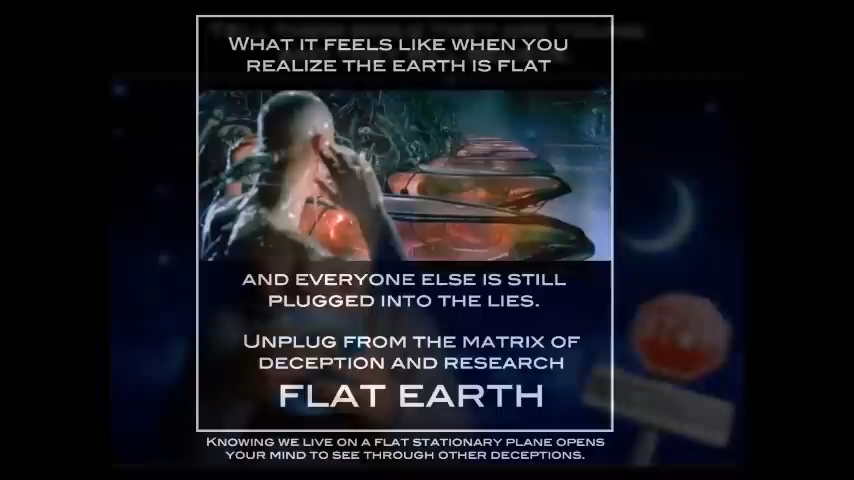 WHAT IT FEELS LIKE WHEN YOU
REALIZE THE EARTH IS FLAT
AND EVERYONE ELSE IS STILL
PLUGGED INTO THE LIES.
UNPLUG FROM THE MATRIX OF
DECEPTION AND RESEARCH
FLAT EARTH
KNOWING WE LIVE ON A FLAT STATIONARY PLANE OPENS
YOUR MIND TO SEE THROUGH OTHER DECEPTIONS.